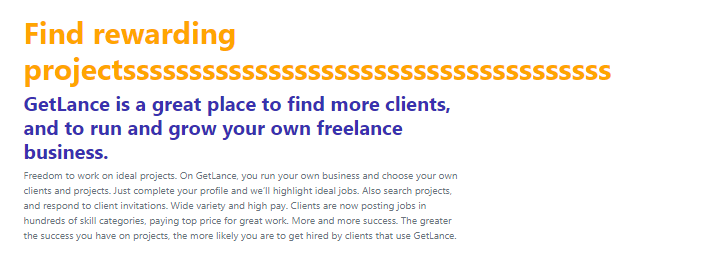 Find rewarding
projectsssssssssssssssssssssssssssssssssssss
GetLance is a great place to find more clients,
and to run and grow your own freelance
business.
Freedom to work on ideal projects. On GetLance, you run your own business and choose your own
clients and projects. Just complete your profile and we'll highlight ideal jobs. Also search projects,
and respond to client invitations. Wide variety and high pay. Clients are now posting jobs in
hundreds of skill categories, paying top price for great work. More and more success. The greater
the success you have on projects, the more likely you are to get hired by clients that use GetLance.